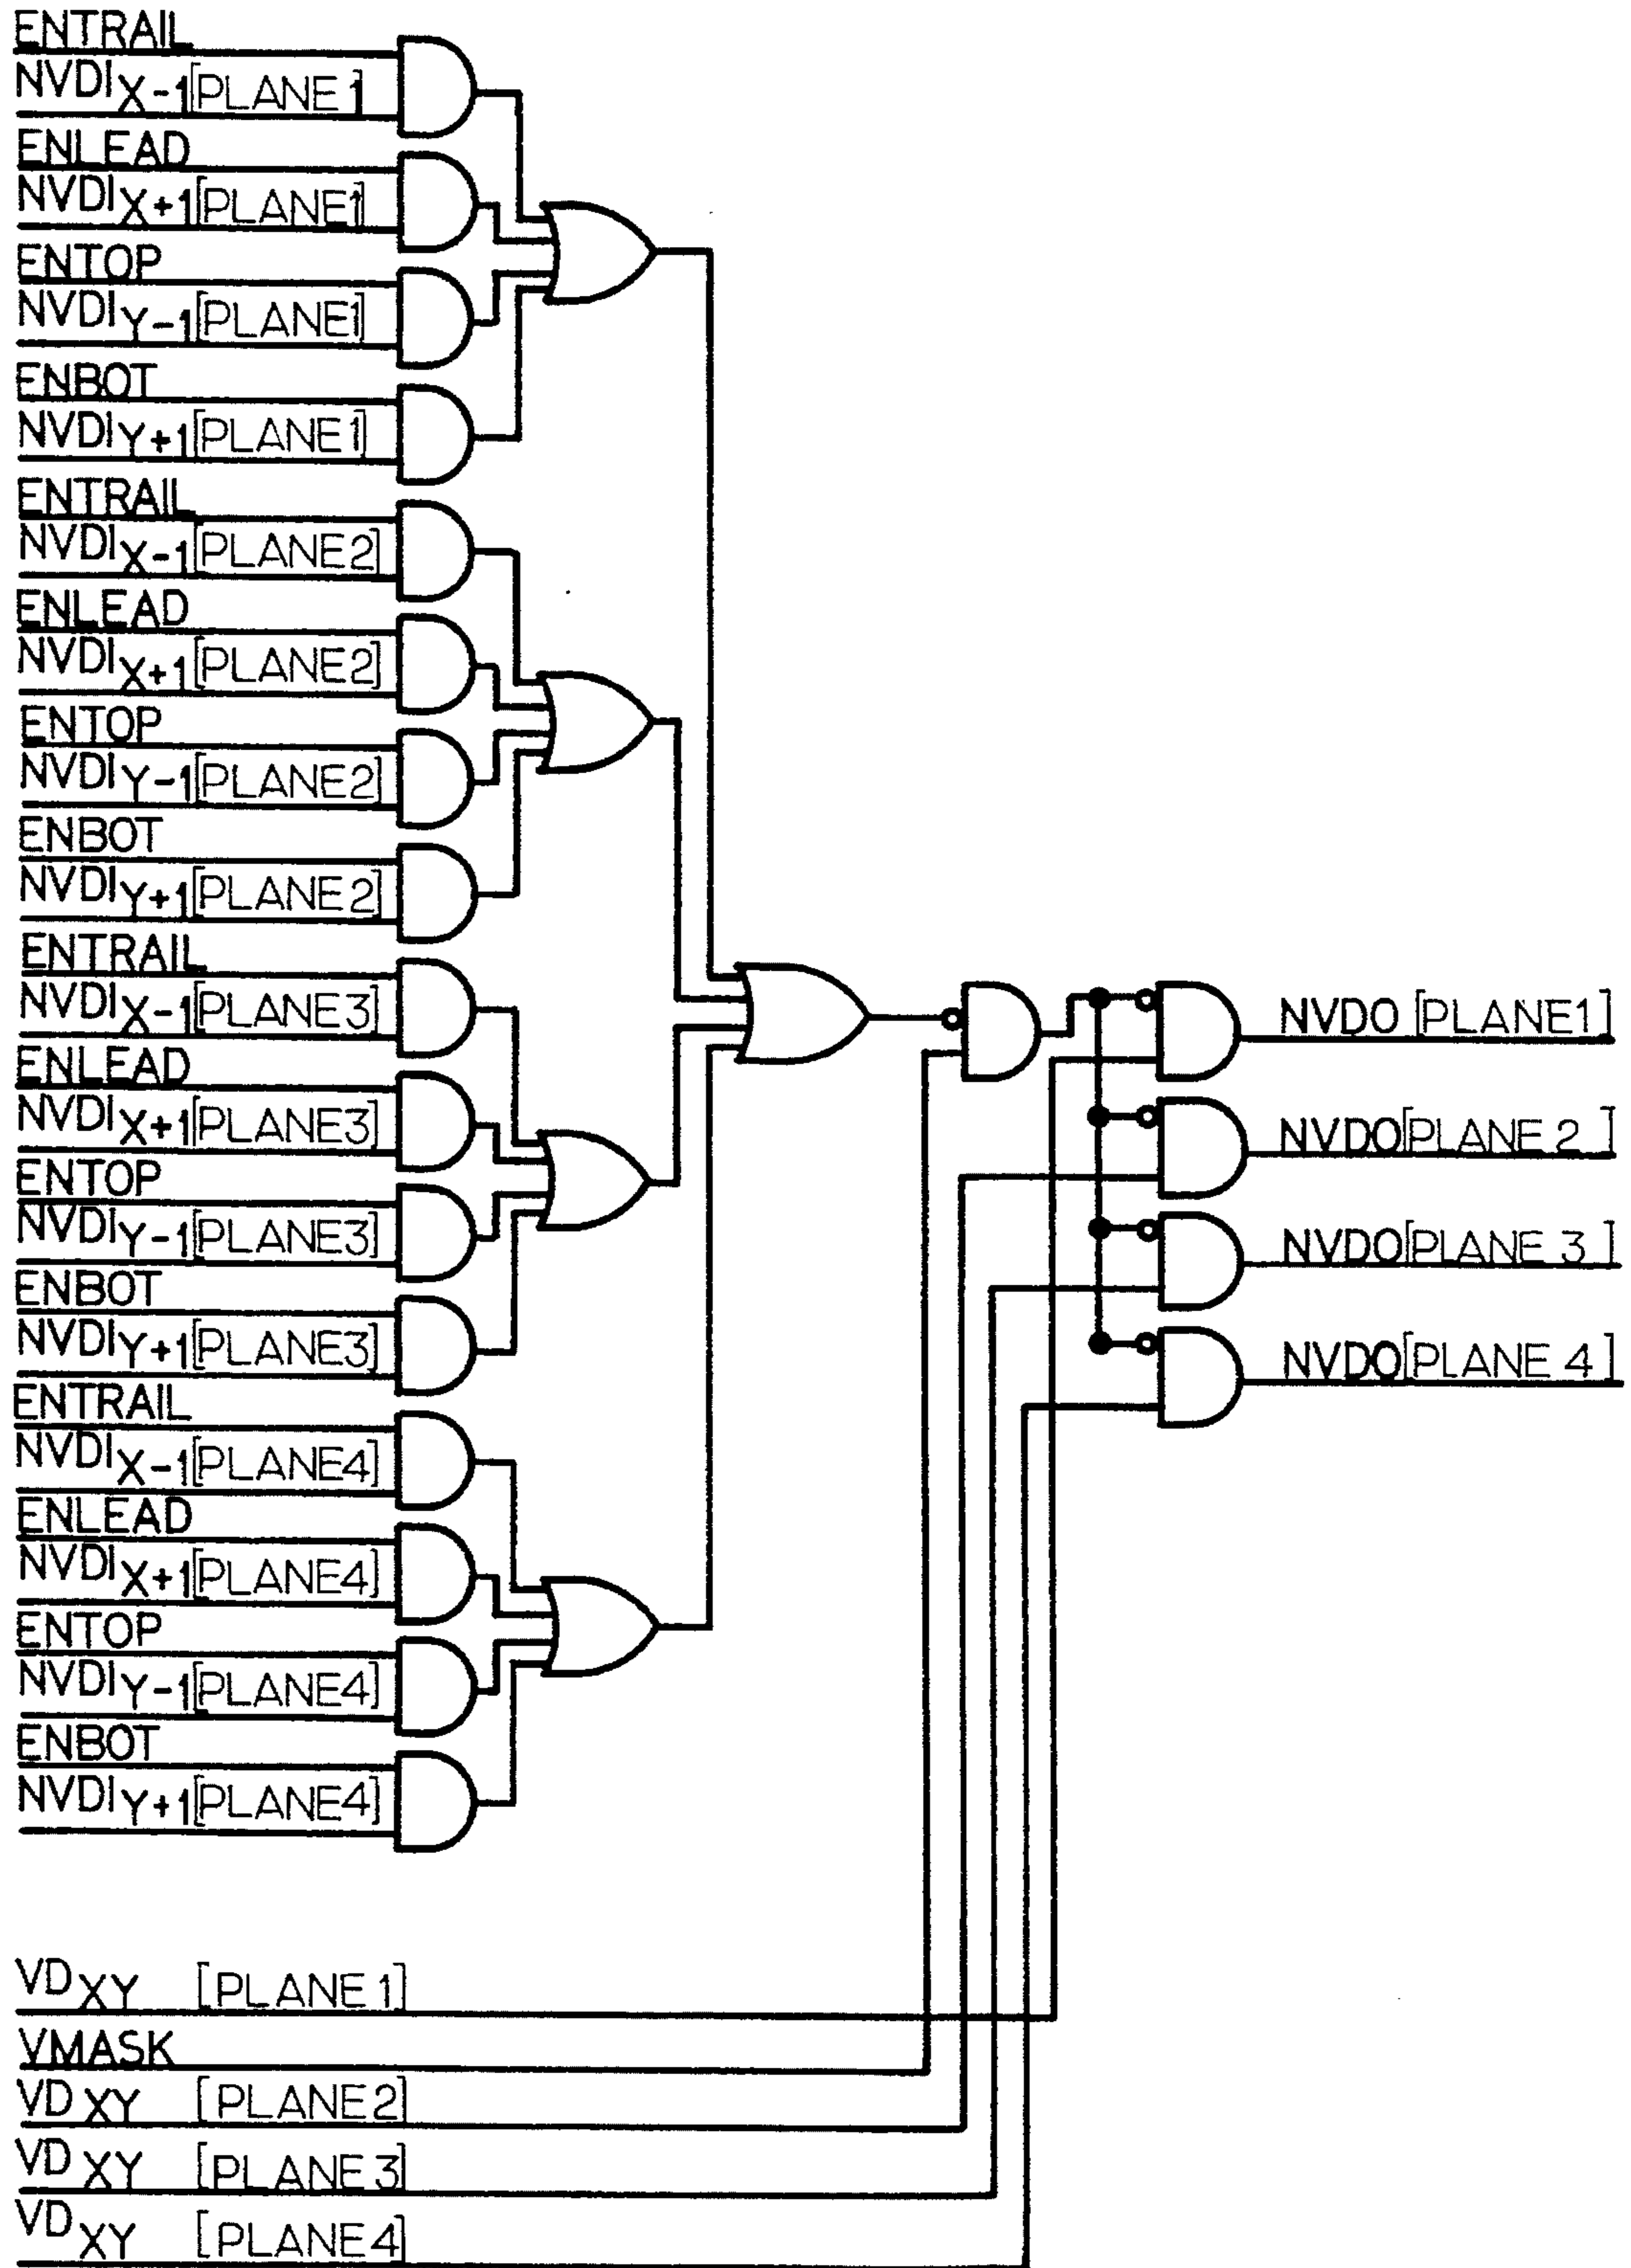 ENTRAIL
NVDIX-1[PLANE1]
ENLEAD
NVDIX+1[PLANE1]
ENTOP
NVDIY-1[PLANE1]
ENBOT
NVDIY+1[PLANE1]
ENTRAIL
NVDIX-1[PLANE2]
ENLEAD
NVDIX+1[PLANE2]
ENTOP
NVDIY-1[PLANE2]
ENBOT
NVDIY+1[PLANE2]
ENTRAIL
NVDIX-1[PLANE3]
ENLEAD
NVDIX+1[PLANE3]
ENTOP
NVDIY-1[PLANE3]
ENBOT
NVDIY+1[PLANE3]
ENTRAIL
NVDIX-1[PLANE4]
ENLEAD
NVDIX+1[PLANE4]
ENTOP
NVDIY-1[PLANE4]
ENBOT
NVDIY+1[PLANE4]
NVDO [PLANE1]
NVDO[PLANE 2]
NVDO[PLANE 3]
NVDO[PLANE 4]
VDXY [PLANE1]
VMASK
VDXY [PLANE2]
VDXY [PLANE3]
VDXY [PLANE4]